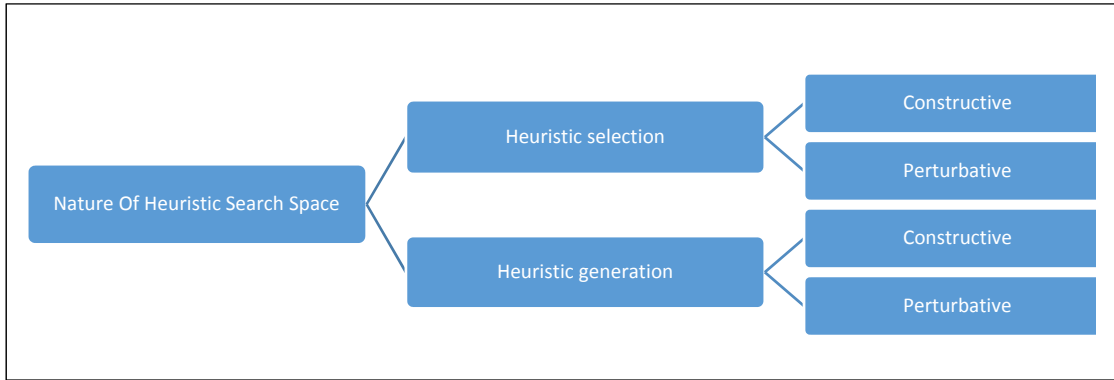 Nature Of Heuristic Search Space
Heuristic selection
Constructive
Perturbative
Heuristic generation
Constructive
Perturbative